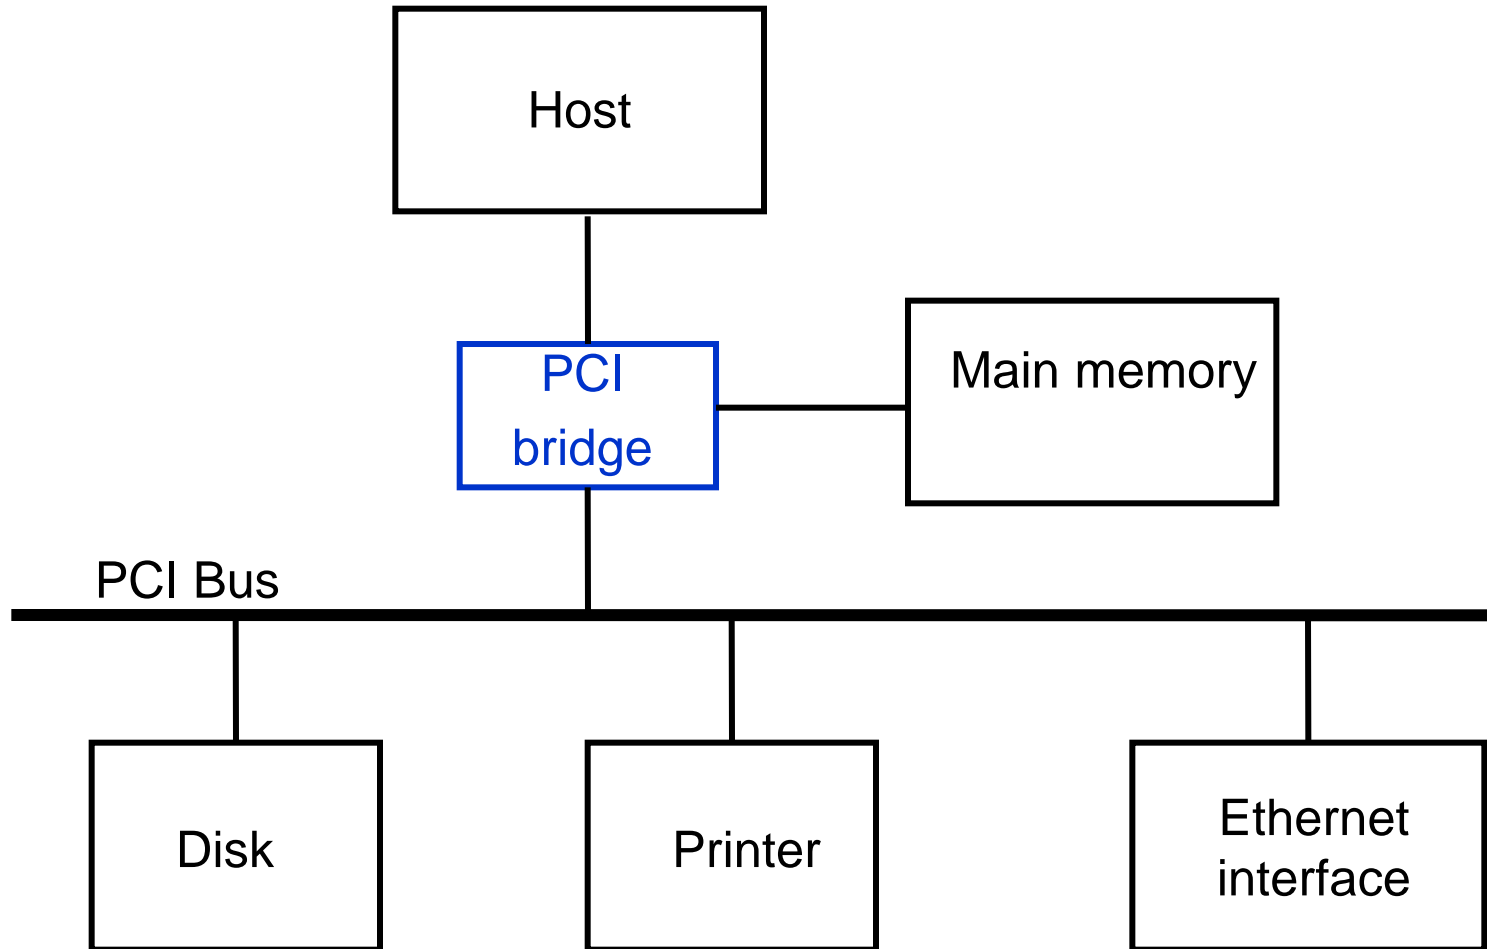 Host
PCI
bridge
Main memory
PCI Bus
Disk
Printer
Ethernet
interface